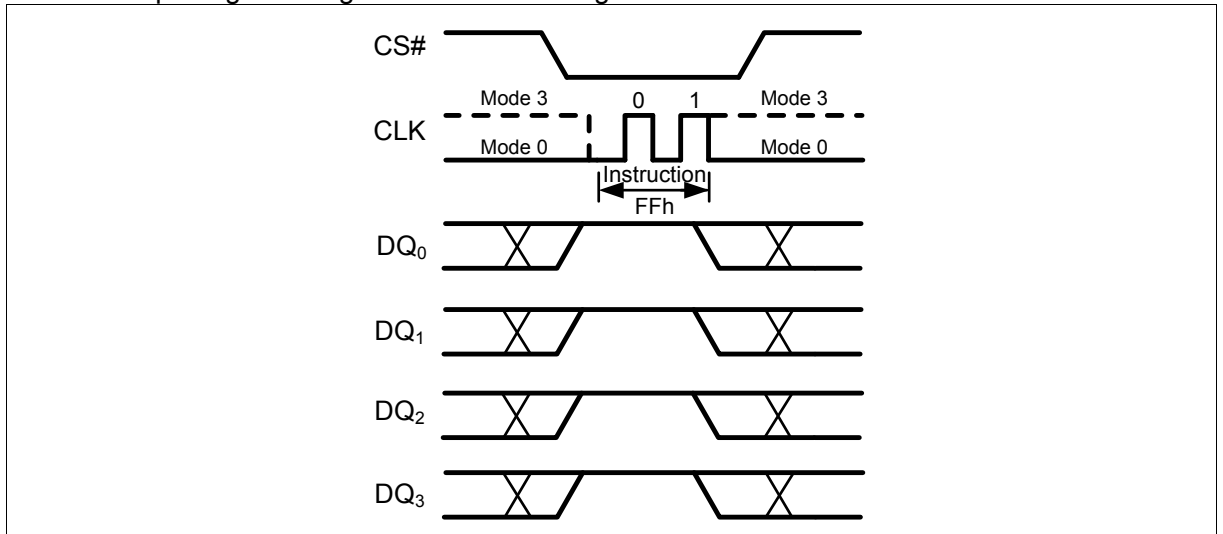 CS#
Mode 3 0 1 Mode 3
CLK
Mode 0 Mode 0
Instruction
FFh
DQ0
DQ1
DQ2
DQ3